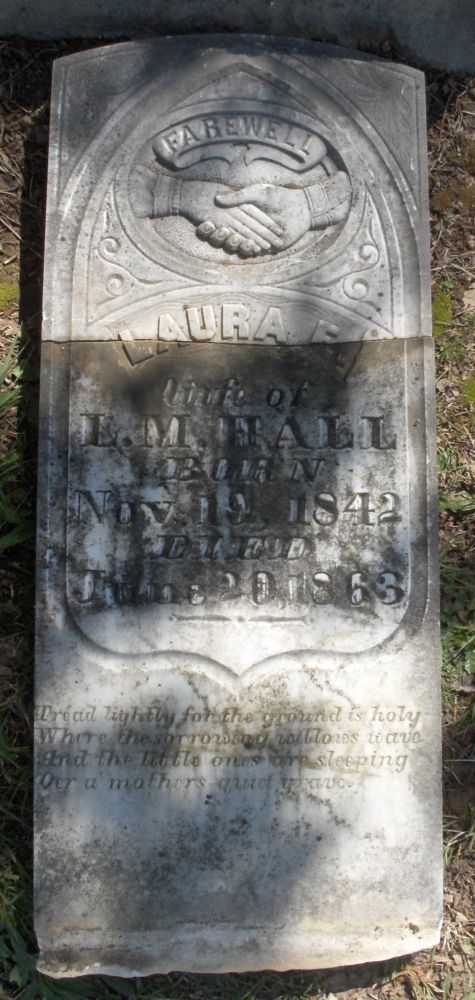 FAREWELL
LAURA E.
wife of
L. M. HALL
BORN
Nov. 19, 1842
DIED
June 20, 1863
Tread lightly for the ground is holy
Where the sorrowing willows wave
And the little ones are sleeping
O'er a mothers quiet grave.